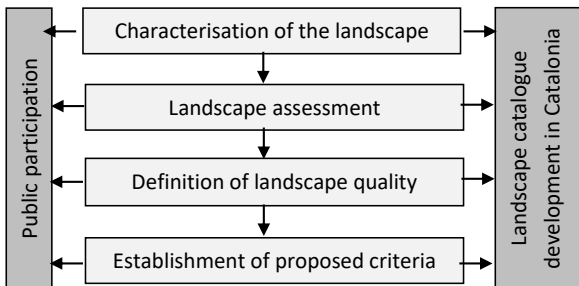 Public participation
Characterisation of the landscape
Landscape assessment
Definition of landscape quality
Establishment of proposed criteria
Landscape catalogue
development in Catalonia